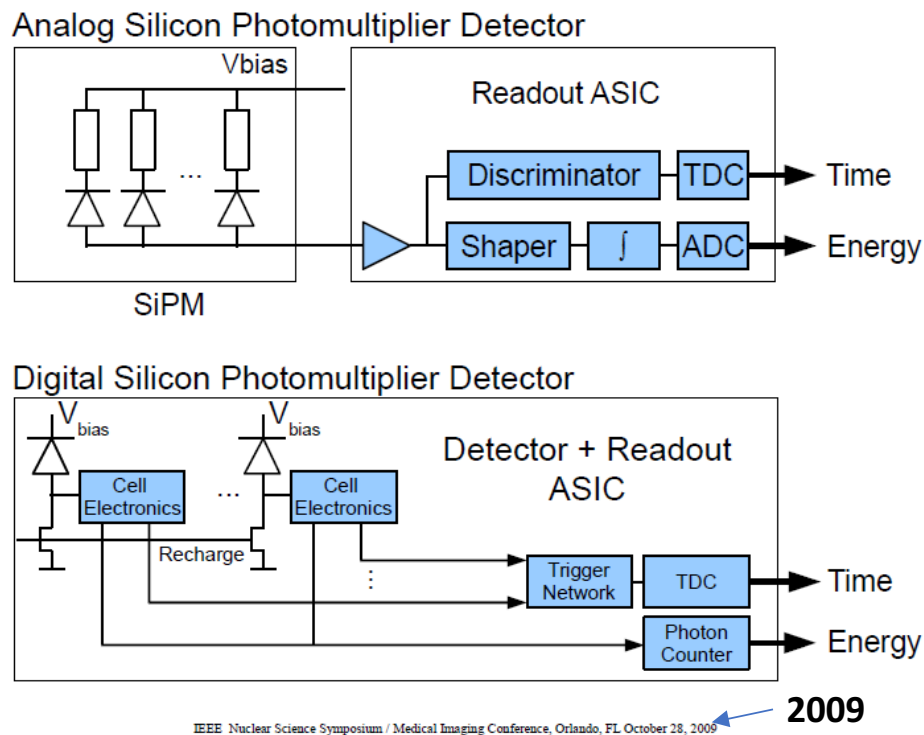 Analog Silicon Photomultiplier Detector
Vbias
Readout ASIC
...
Discriminator
TDC
Time
Shaper
∫
ADC
Energy
SiPM
Digital Silicon Photomultiplier Detector
V bias
V bias
Detector + Readout
ASIC
Cell
Electronics
...
Cell
Electronics
Recharge
...
Trigger
Network
TDC
Time
Photon
Counter
Energy
2009
IEEE Nuclear Science Symposium / Medical Imaging Conference, Orlando, FL October 28, 2009